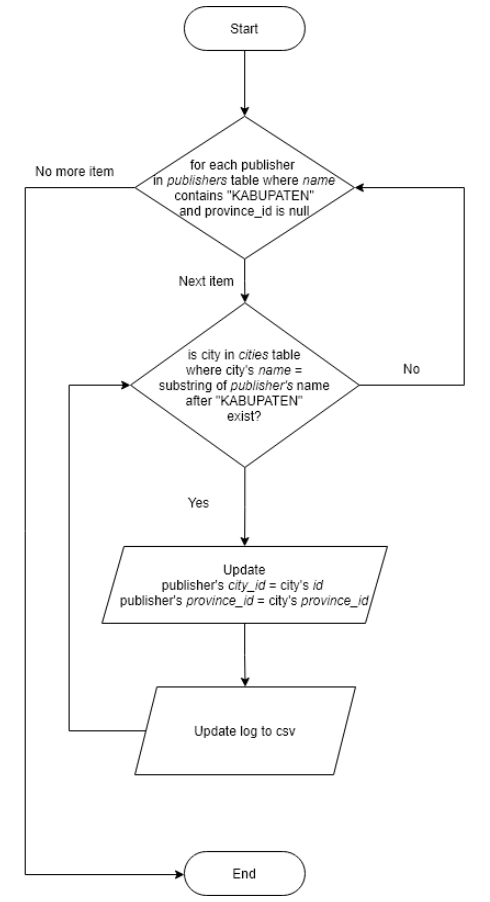 Start
for each publisher
in publishers table where name
contains "KABUPATEN"
and province_id is null
No more item
Next item
is city in cities table
where city's name =
substring of publisher's name
after "KABUPATEN"
exist?
No
Yes
Update
publisher's city_id = city's id
publisher's province_id = city's province_id
Update log to csv
End